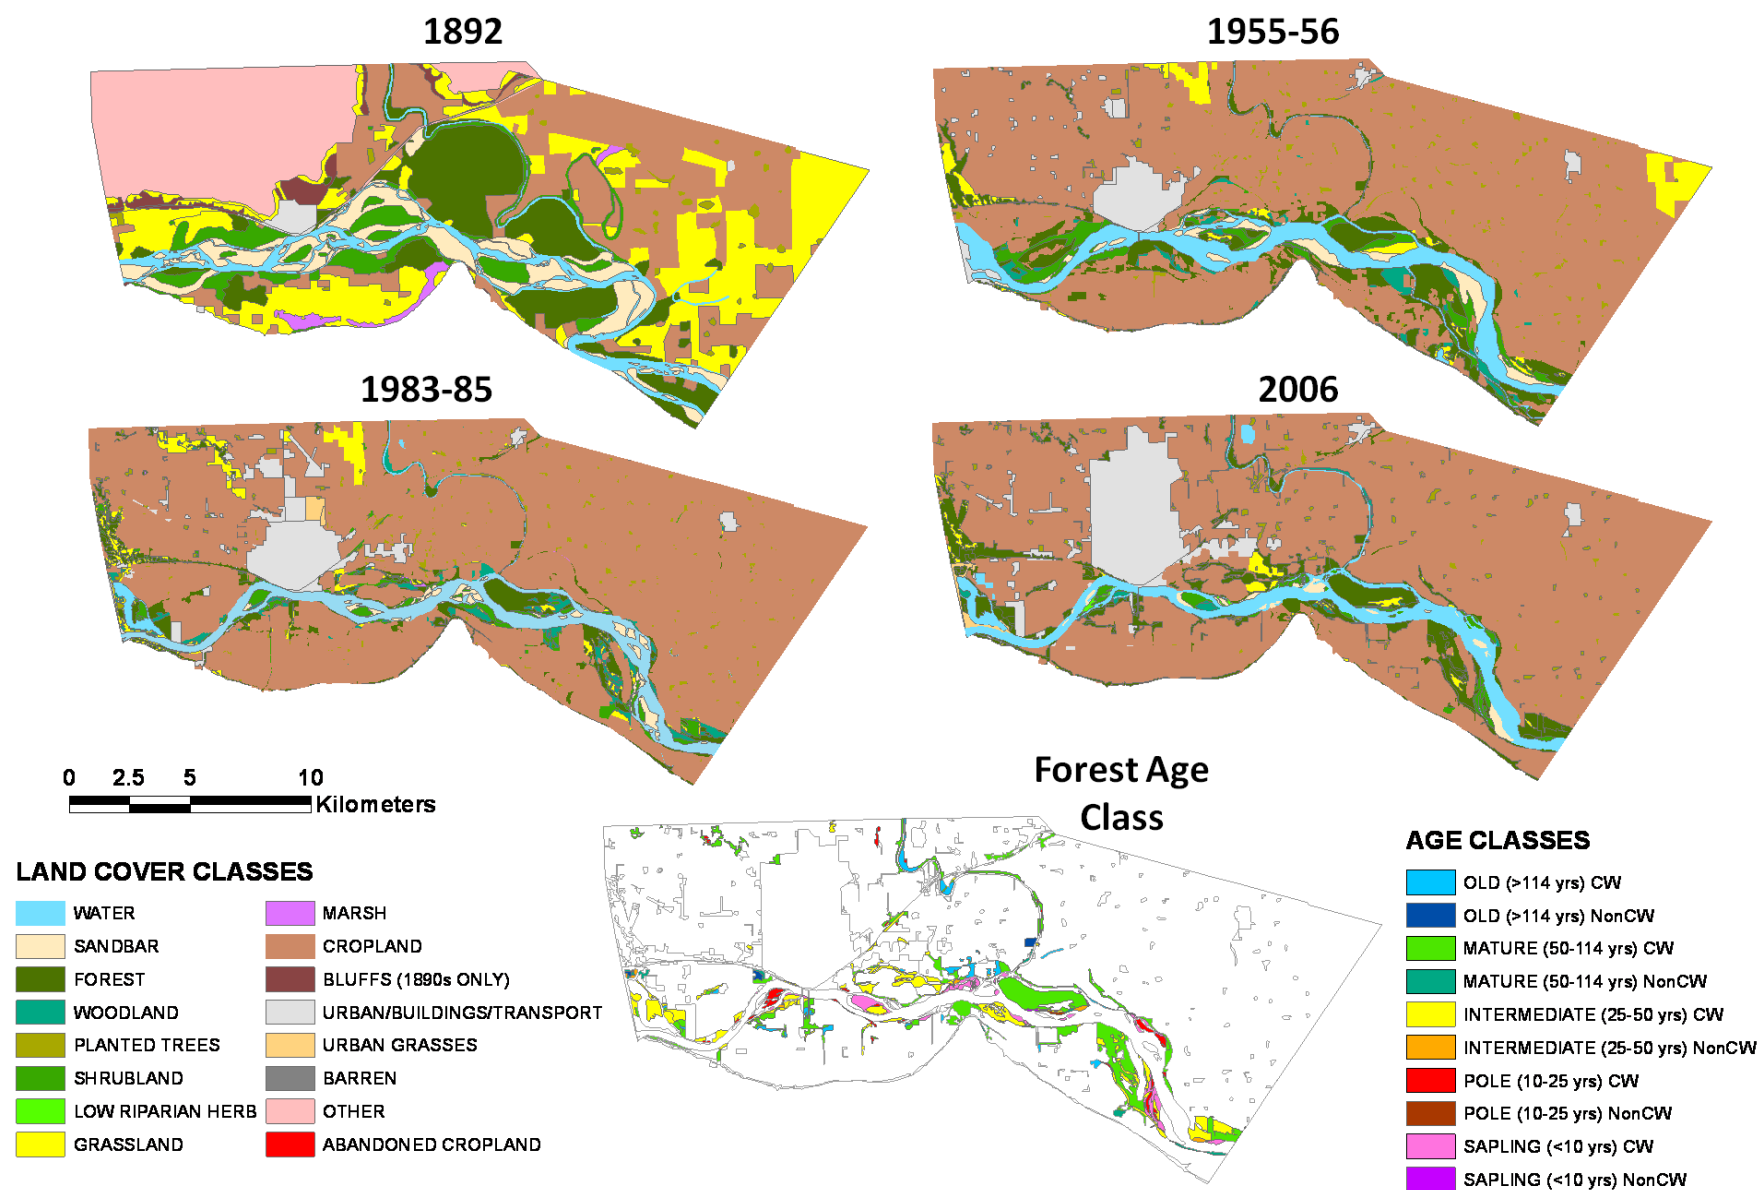 1892
1955-56
1983-85
2006
0 2.5 5 10
Kilometers
Forest Age
Class
LAND COVER CLASSES
WATER
SANDBAR
FOREST
WOODLAND
PLANTED TREES
SHRUBLAND
LOW RIPARIAN HERB
GRASSLAND
MARSH
CROPLAND
BLUFFS (1890s ONLY)
URBAN/BUILDINGS/TRANSPORT
URBAN GRASSES
BARREN
OTHER
ABANDONED CROPLAND
AGE CLASSES
OLD (>114 yrs) CW
OLD (>114 yrs) NonCW
MATURE (50-114 yrs) CW
MATURE (50-114 yrs) NonCW
INTERMEDIATE (25-50 yrs) CW
INTERMEDIATE (25-50 yrs) NonCW
POLE (10-25 yrs) CW
POLE (10-25 yrs) NonCW
SAPLING (<10 yrs) CW
SAPLING (<10 yrs) NonCW